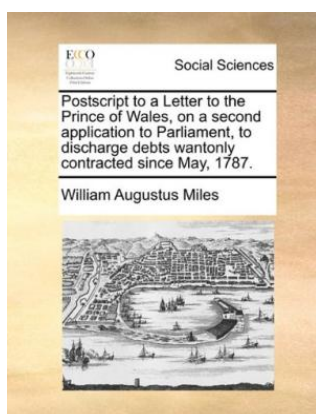 ECCO
Social Sciences
Postscript to a Letter to the
Prince of Wales, on a second
application to Parliament, to
discharge debts wantonly
contracted since May, 1787.
William Augustus Miles